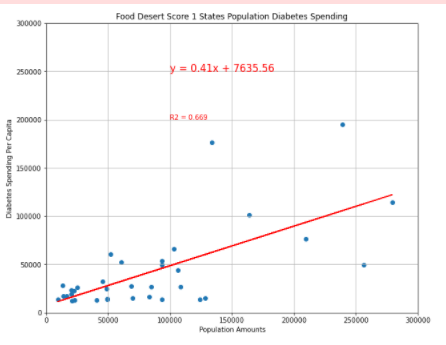 Food Desert Score 1 States Population Diabetes Spending
300000
250000
200000
150000
100000
50000
0
Diabetes Spending Per Capita
y = 0.41x + 7635.56
R2 = 0.669
0 50000 100000 150000 200000 250000 300000
Population Amounts